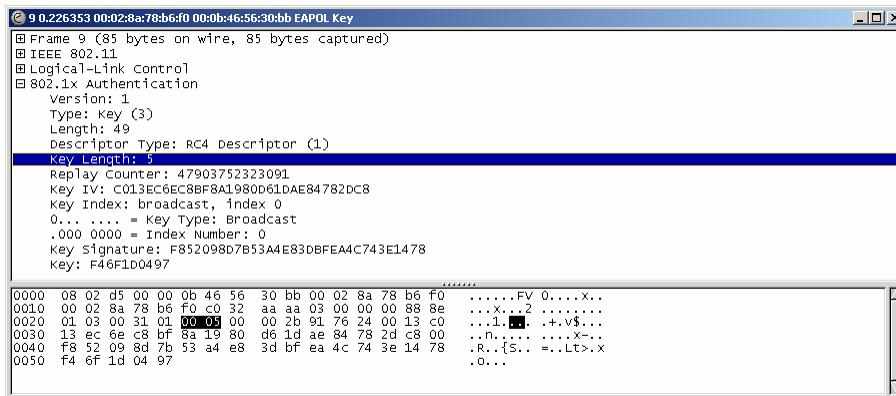 9 0.226353 00:02:8a:78:b6:f0 00:0b:46:56:30:bb EAPOL Key
Frame 9 (85 bytes on wire, 85 bytes captured)
IEEE 802.11
Logical-Link Control
802.1x Authentication
Version: 1
Type: Key (3)
Length: 49
Descriptor Type: RC4 Descriptor (1)
Key Length: 5
Replay Counter: 47903752323091
Key IV: C013EC6EC8BF8A1980D61DAE84782DC8
Key Index: broadcast, index 0
0... .... = Key Type: Broadcast
.000 0000 = Index Number: 0
Key Signature: F852098D7B53A4E83DBFEA4C743E1478
Key: F46F1D0497
0000 08 02 d5 00 00 0b 46 56 30 bb 00 02 8a 78 b6 f0 ......FV 0....x..
0010 00 02 8a 78 b6 f0 c0 32 aa aa 03 00 00 00 88 8e ...x...2 ........
0020 01 03 00 31 01 00 05 00 00 2b 91 76 24 00 13 c0 ...1.... .+.v$...
0030 13 ec 6e c8 bf 8a 19 80 d6 1d ae 84 78 2d c8 00 ..n..... ....x-..
0040 f8 52 09 8d 7b 53 a4 e8 3d bf ea 4c 74 3e 14 78 .R..{S.. =..Lt>.x
0050 f4 6f 1d 04 97 .o...